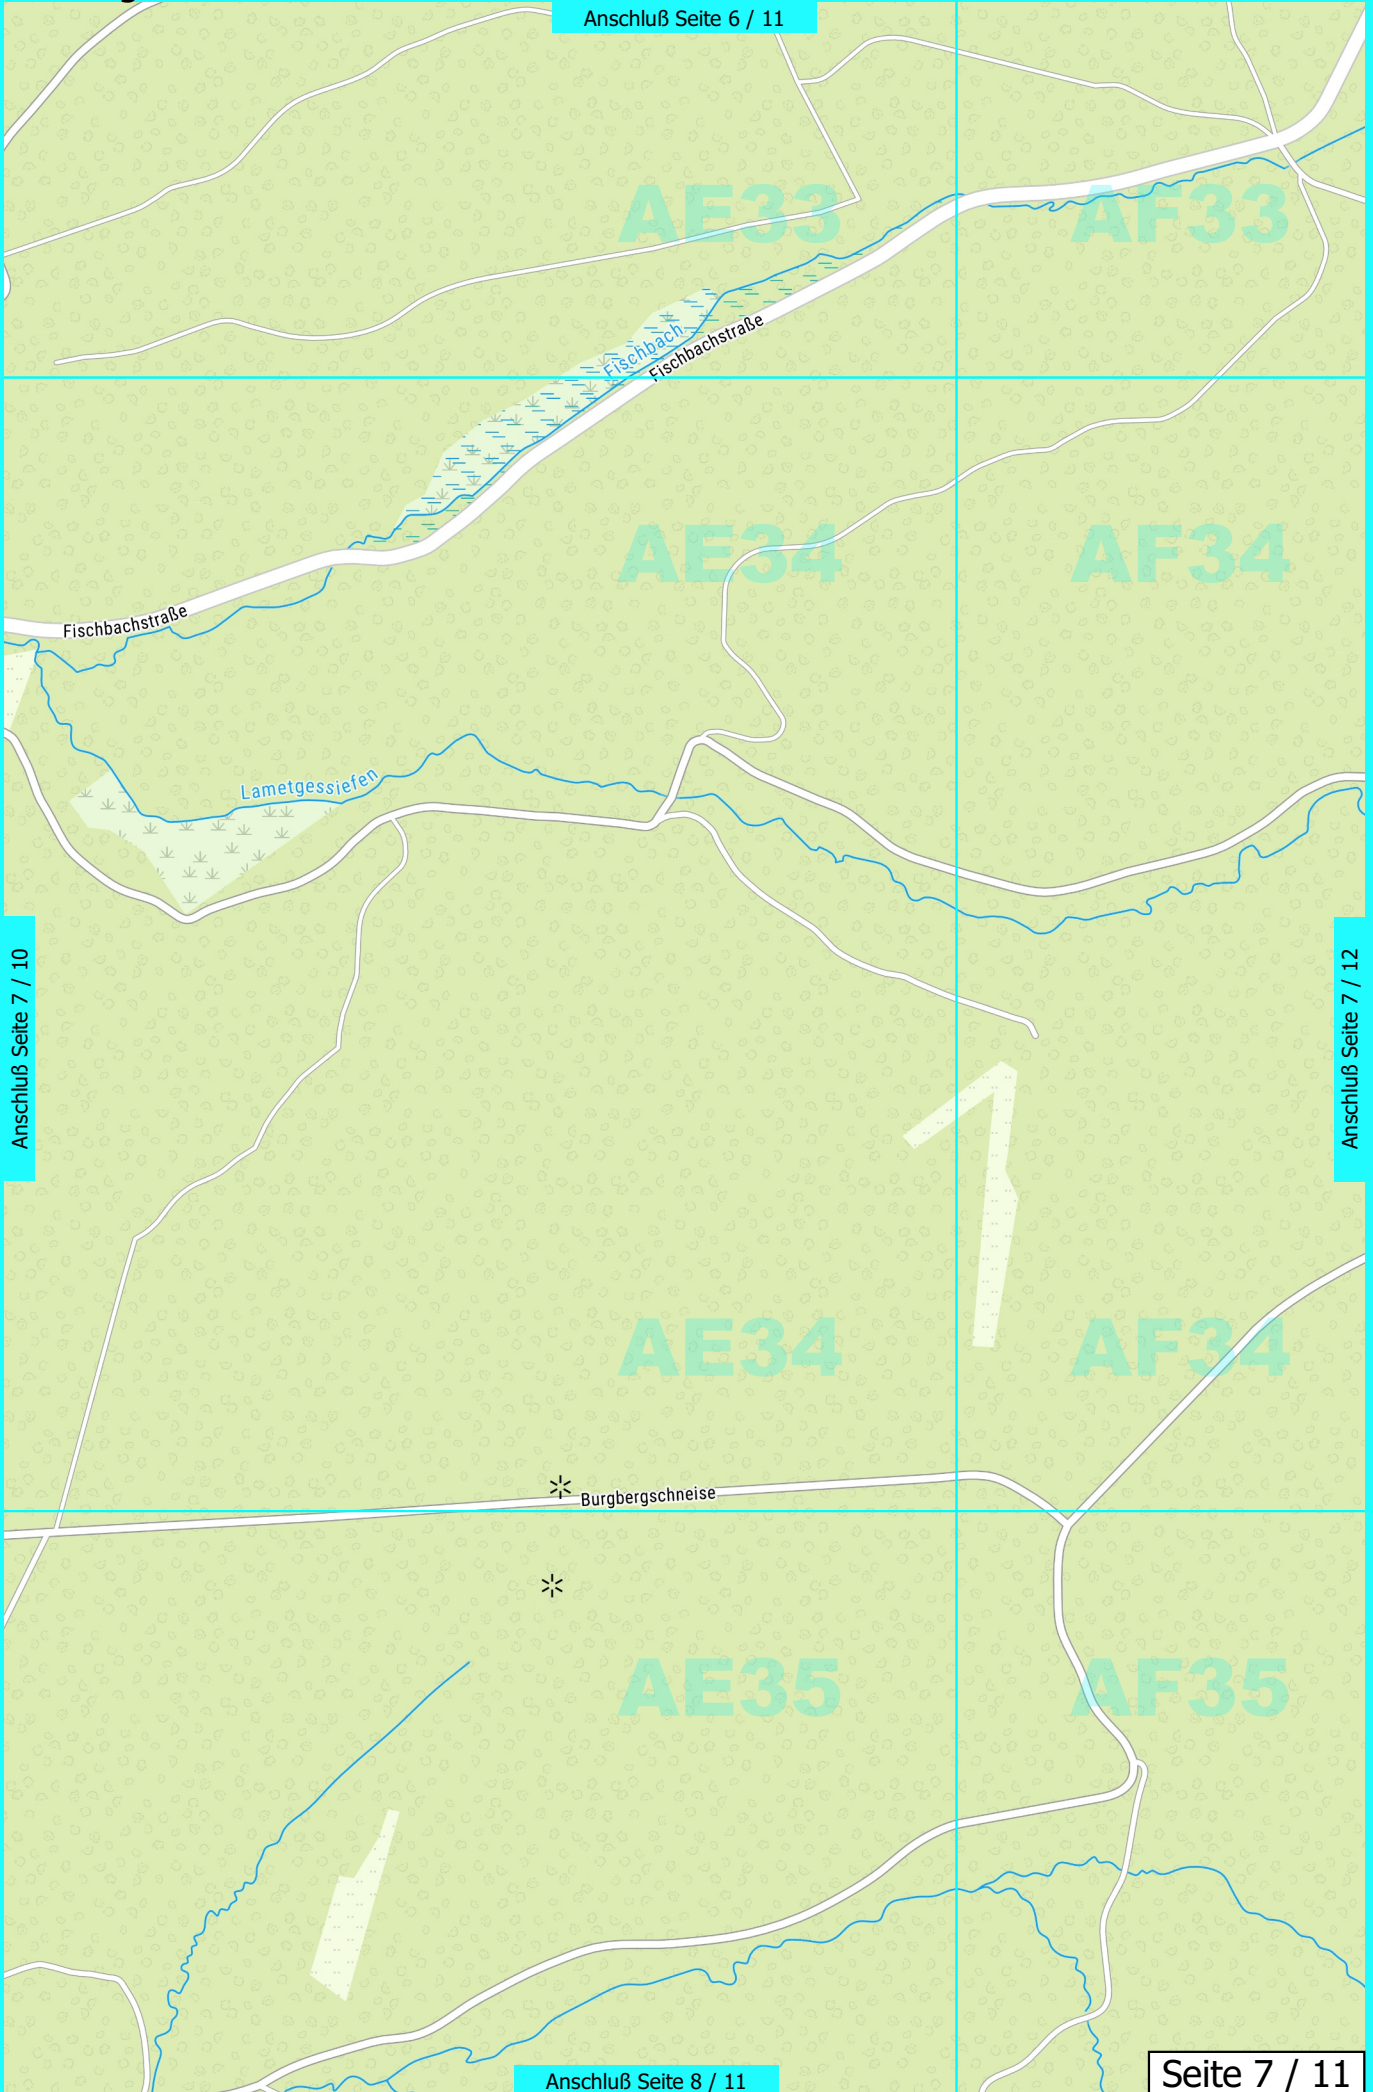 Anschluß Seite 6 / 11
AE33
AF33
Fischbach
Fischbachstraße
AE34
AF34
Fischbachstraße
Lametgessiefen
Anschluß Seite 7 / 10
Anschluß Seite 7 / 12
AE34
AF34
Burgbergschneise
AE35
AF35
Seite 7 / 11
Anschluß Seite 8 / 11